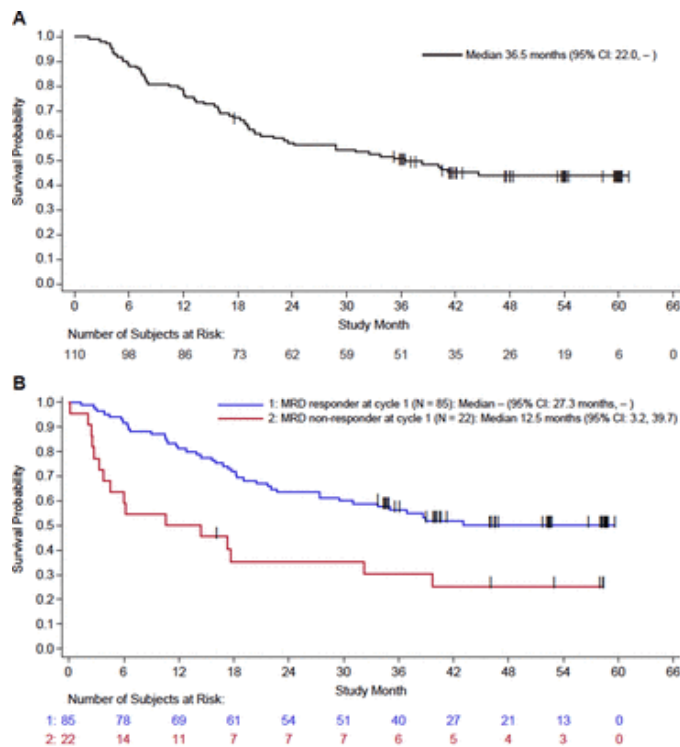 A
Median 36.5 months (95% CI: 22.0, – )
Survival Probability
1.0
0.9
0.8
0.7
0.6
0.5
0.4
0.3
0.2
0.1
0.0
0 6 12 18 24 30 36 42 48 54 60 66
Study Month
Number of Subjects at Risk:
110 98 86 73 62 59 51 35 26 19 6 0
B
1: MRD responder at cycle 1 (N = 85): Median – (95% CI: 27.3 months, – )
2: MRD non-responder at cycle 1 (N = 22): Median 12.5 months (95% CI: 3.2, 39.7)
Survival Probability
1.0
0.9
0.8
0.7
0.6
0.5
0.4
0.3
0.2
0.1
0.0
0 6 12 18 24 30 36 42 48 54 60 66
Study Month
Number of Subjects at Risk:
1: 85 78 69 61 54 51 40 27 21 13 0
2: 22 14 11 7 7 7 6 5 4 3 0